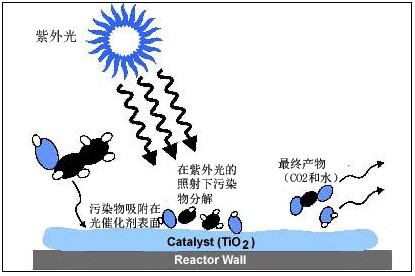 紫外光
在紫外光的
照射下污染
物分解
最终产物
（CO2和水）
污染物吸附在
光催化剂表面
Catalyst (TiO2)
Reactor Wall